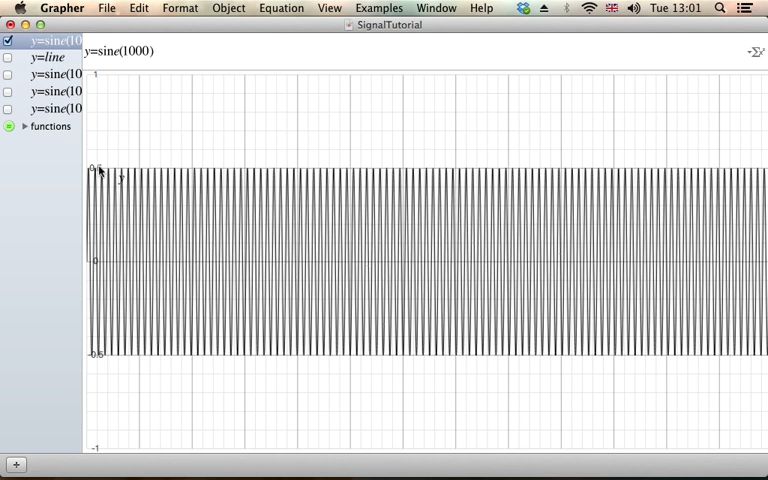 Grapher File Edit Format Object Equation View Examples Window Help Tue 13:01
SignalTutorial
y=sine(10
y=line
y=sine(10
y=sine(10
y=sine(10
functions
y=sine(1000)
Σx²
1
0.5
y
0
-0.5
-1